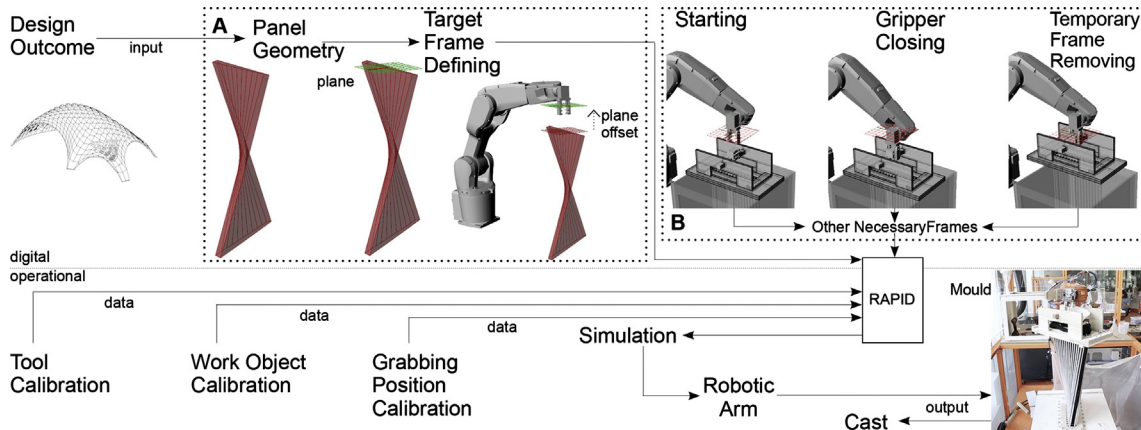 Design
Outcome
input
A
Panel
Geometry
Target
Frame
Defining
plane
plane
offset
Starting
Gripper
Closing
Temporary
Frame
Removing
B
Other NecessaryFrames
digital
operational
data
data
data
RAPID
Mould
Tool
Calibration
Work Object
Calibration
Grabbing
Position
Calibration
Simulation
Robotic
Arm
output
Cast